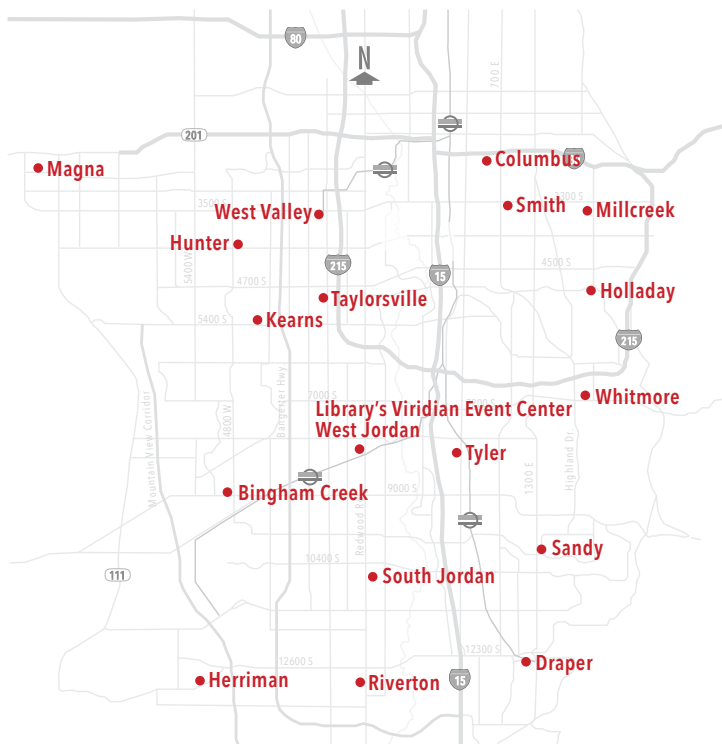 80
N
700 E
201
Columbus
Magna
3500 S
Smith
Millcreek
West Valley
Hunter
5400 W
215
15
4500 S
4700 S
Taylorsville
Holladay
5400 S
Kearns
215
Whitmore
7000 S
Library's Viridian Event Center
West Jordan
Mountain View Corridor
4800 W
Bangerter Hwy
Tyler
Highland Dr.
1300 E
Bingham Creek
9000 S
Redwood R
Sandy
10400 S
111
South Jordan
12300 S
12600 S
Draper
Herriman
Riverton
15